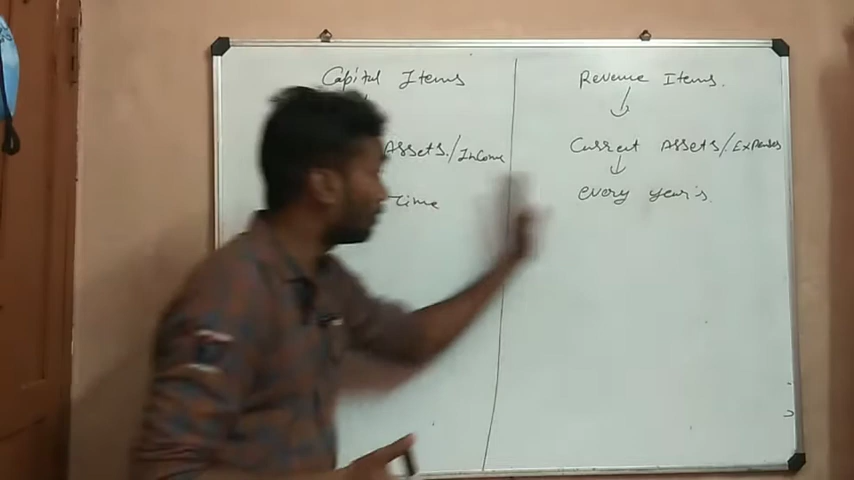 Capital Items
Assets./Income
Time
Revenue Items.
Current Assets/Expenses
every year's.